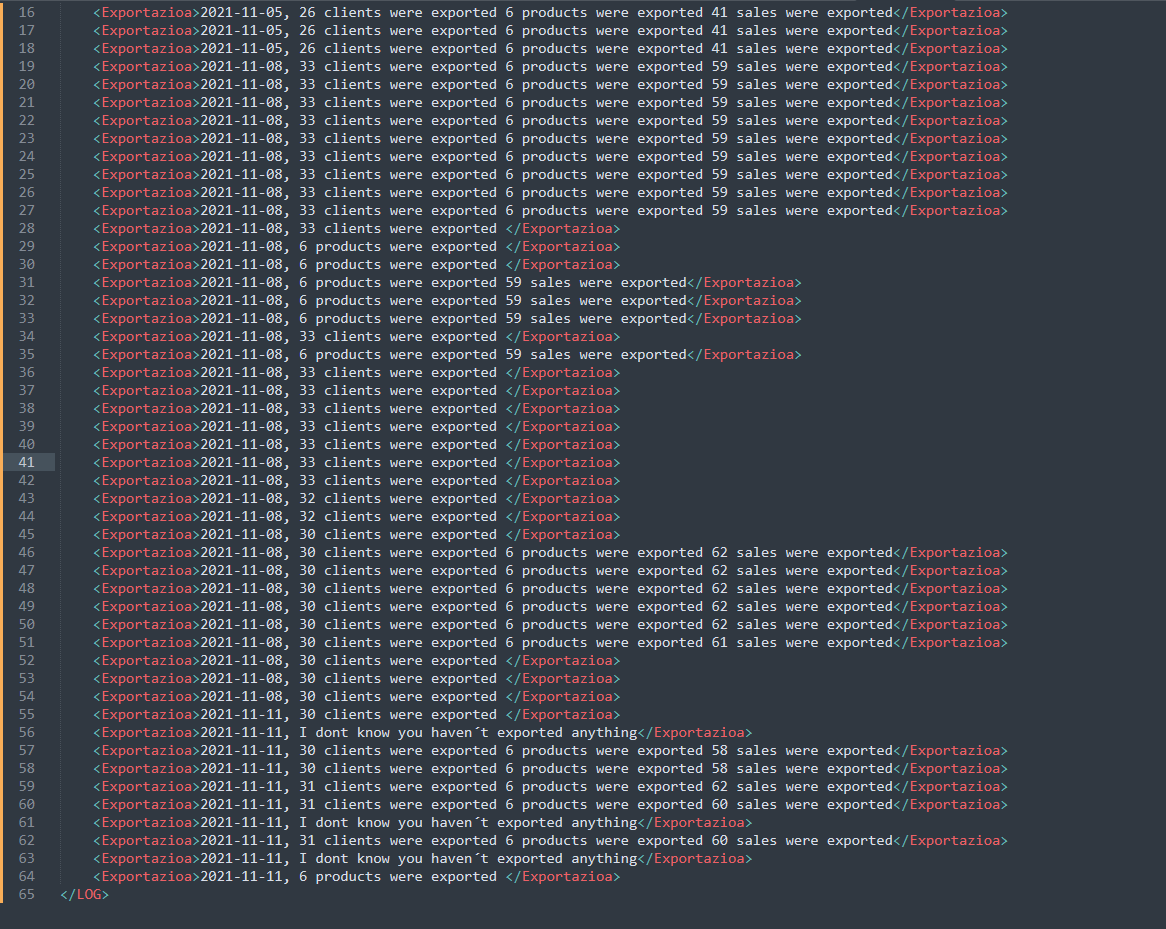 16 <Exportazioa>2021-11-05, 26 clients were exported 6 products were exported 41 sales were exported</Exportazioa>
17 <Exportazioa>2021-11-05, 26 clients were exported 6 products were exported 41 sales were exported</Exportazioa>
18 <Exportazioa>2021-11-05, 26 clients were exported 6 products were exported 41 sales were exported</Exportazioa>
19 <Exportazioa>2021-11-08, 33 clients were exported 6 products were exported 59 sales were exported</Exportazioa>
20 <Exportazioa>2021-11-08, 33 clients were exported 6 products were exported 59 sales were exported</Exportazioa>
21 <Exportazioa>2021-11-08, 33 clients were exported 6 products were exported 59 sales were exported</Exportazioa>
22 <Exportazioa>2021-11-08, 33 clients were exported 6 products were exported 59 sales were exported</Exportazioa>
23 <Exportazioa>2021-11-08, 33 clients were exported 6 products were exported 59 sales were exported</Exportazioa>
24 <Exportazioa>2021-11-08, 33 clients were exported 6 products were exported 59 sales were exported</Exportazioa>
25 <Exportazioa>2021-11-08, 33 clients were exported 6 products were exported 59 sales were exported</Exportazioa>
26 <Exportazioa>2021-11-08, 33 clients were exported 6 products were exported 59 sales were exported</Exportazioa>
27 <Exportazioa>2021-11-08, 33 clients were exported 6 products were exported 59 sales were exported</Exportazioa>
28 <Exportazioa>2021-11-08, 33 clients were exported </Exportazioa>
29 <Exportazioa>2021-11-08, 6 products were exported </Exportazioa>
30 <Exportazioa>2021-11-08, 6 products were exported </Exportazioa>
31 <Exportazioa>2021-11-08, 6 products were exported 59 sales were exported</Exportazioa>
32 <Exportazioa>2021-11-08, 6 products were exported 59 sales were exported</Exportazioa>
33 <Exportazioa>2021-11-08, 6 products were exported 59 sales were exported</Exportazioa>
34 <Exportazioa>2021-11-08, 33 clients were exported </Exportazioa>
35 <Exportazioa>2021-11-08, 6 products were exported 59 sales were exported</Exportazioa>
36 <Exportazioa>2021-11-08, 33 clients were exported </Exportazioa>
37 <Exportazioa>2021-11-08, 33 clients were exported </Exportazioa>
38 <Exportazioa>2021-11-08, 33 clients were exported </Exportazioa>
39 <Exportazioa>2021-11-08, 33 clients were exported </Exportazioa>
40 <Exportazioa>2021-11-08, 33 clients were exported </Exportazioa>
41 <Exportazioa>2021-11-08, 33 clients were exported </Exportazioa>
42 <Exportazioa>2021-11-08, 33 clients were exported </Exportazioa>
43 <Exportazioa>2021-11-08, 32 clients were exported </Exportazioa>
44 <Exportazioa>2021-11-08, 32 clients were exported </Exportazioa>
45 <Exportazioa>2021-11-08, 30 clients were exported </Exportazioa>
46 <Exportazioa>2021-11-08, 30 clients were exported 6 products were exported 62 sales were exported</Exportazioa>
47 <Exportazioa>2021-11-08, 30 clients were exported 6 products were exported 62 sales were exported</Exportazioa>
48 <Exportazioa>2021-11-08, 30 clients were exported 6 products were exported 62 sales were exported</Exportazioa>
49 <Exportazioa>2021-11-08, 30 clients were exported 6 products were exported 62 sales were exported</Exportazioa>
50 <Exportazioa>2021-11-08, 30 clients were exported 6 products were exported 62 sales were exported</Exportazioa>
51 <Exportazioa>2021-11-08, 30 clients were exported 6 products were exported 61 sales were exported</Exportazioa>
52 <Exportazioa>2021-11-08, 30 clients were exported </Exportazioa>
53 <Exportazioa>2021-11-08, 30 clients were exported </Exportazioa>
54 <Exportazioa>2021-11-08, 30 clients were exported </Exportazioa>
55 <Exportazioa>2021-11-11, 30 clients were exported </Exportazioa>
56 <Exportazioa>2021-11-11, I dont know you haven´t exported anything</Exportazioa>
57 <Exportazioa>2021-11-11, 30 clients were exported 6 products were exported 58 sales were exported</Exportazioa>
58 <Exportazioa>2021-11-11, 30 clients were exported 6 products were exported 58 sales were exported</Exportazioa>
59 <Exportazioa>2021-11-11, 31 clients were exported 6 products were exported 62 sales were exported</Exportazioa>
60 <Exportazioa>2021-11-11, 31 clients were exported 6 products were exported 60 sales were exported</Exportazioa>
61 <Exportazioa>2021-11-11, I dont know you haven´t exported anything</Exportazioa>
62 <Exportazioa>2021-11-11, 31 clients were exported 6 products were exported 60 sales were exported</Exportazioa>
63 <Exportazioa>2021-11-11, I dont know you haven´t exported anything</Exportazioa>
64 <Exportazioa>2021-11-11, 6 products were exported </Exportazioa>
65 </LOG>